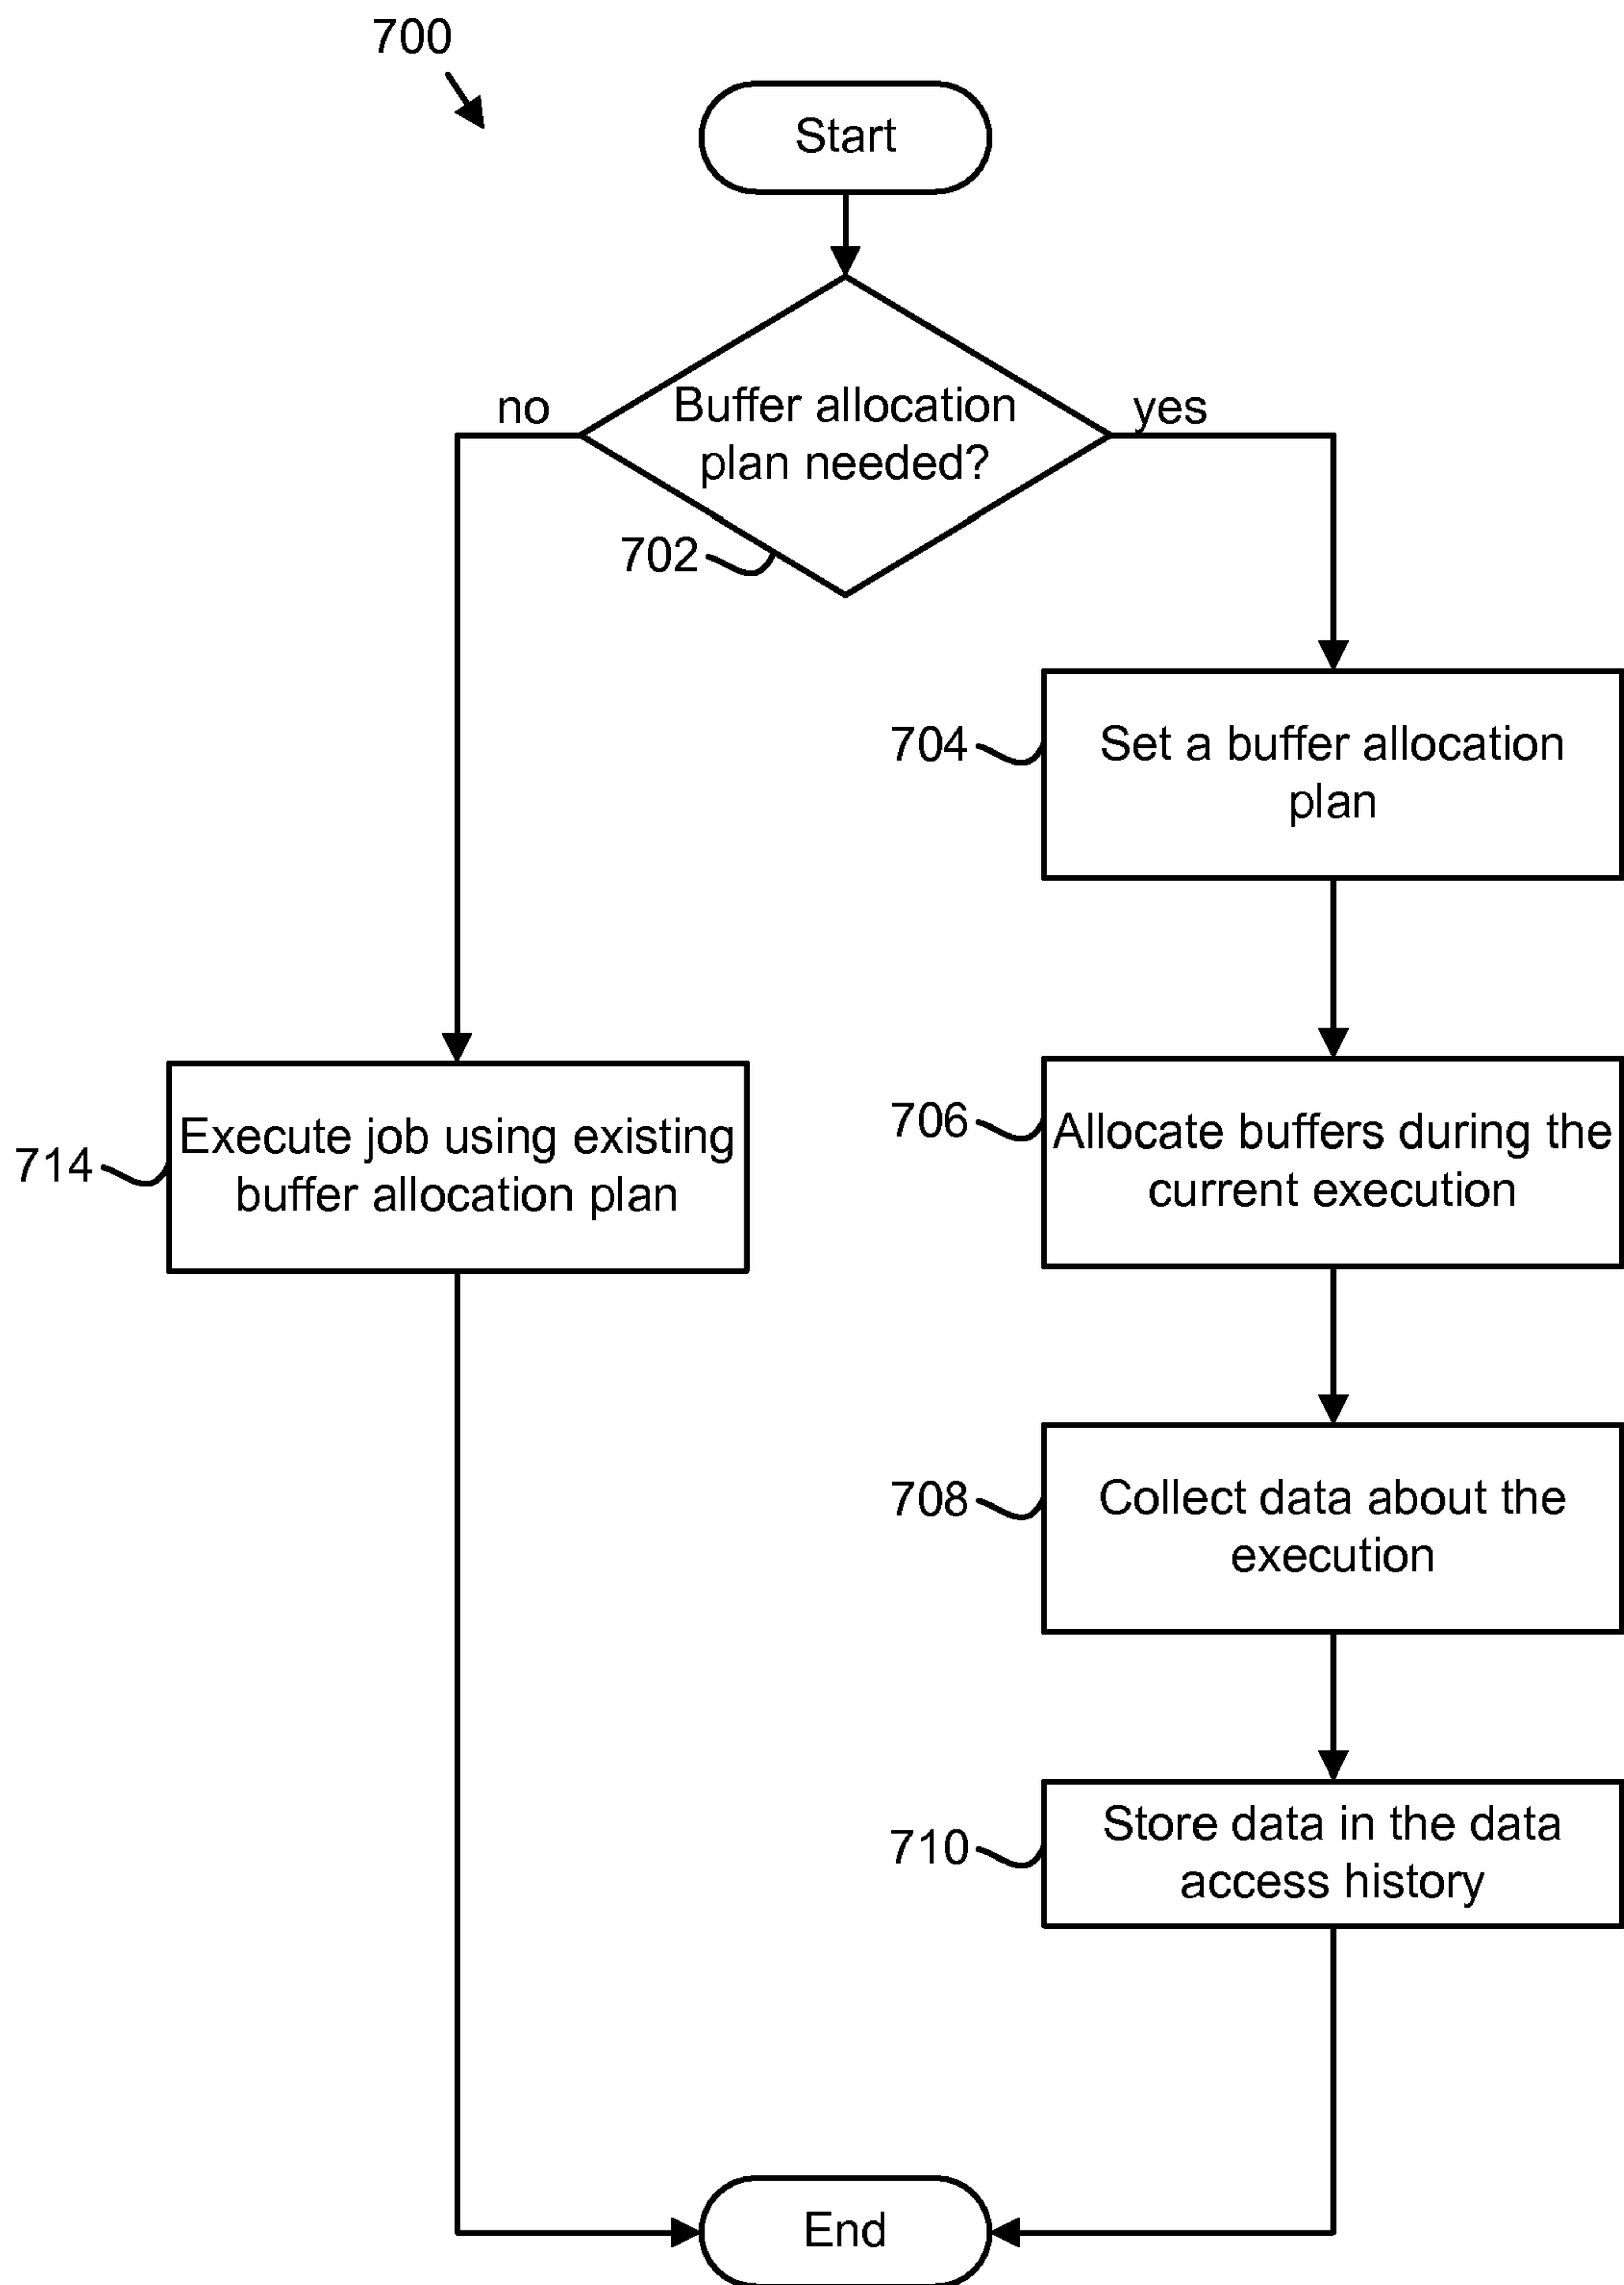 700
Start
no
Buffer allocation
plan needed?
yes
702
704
Set a buffer allocation
plan
714
Execute job using existing
buffer allocation plan
706
Allocate buffers during the
current execution
708
Collect data about the
execution
710
Store data in the data
access history
End